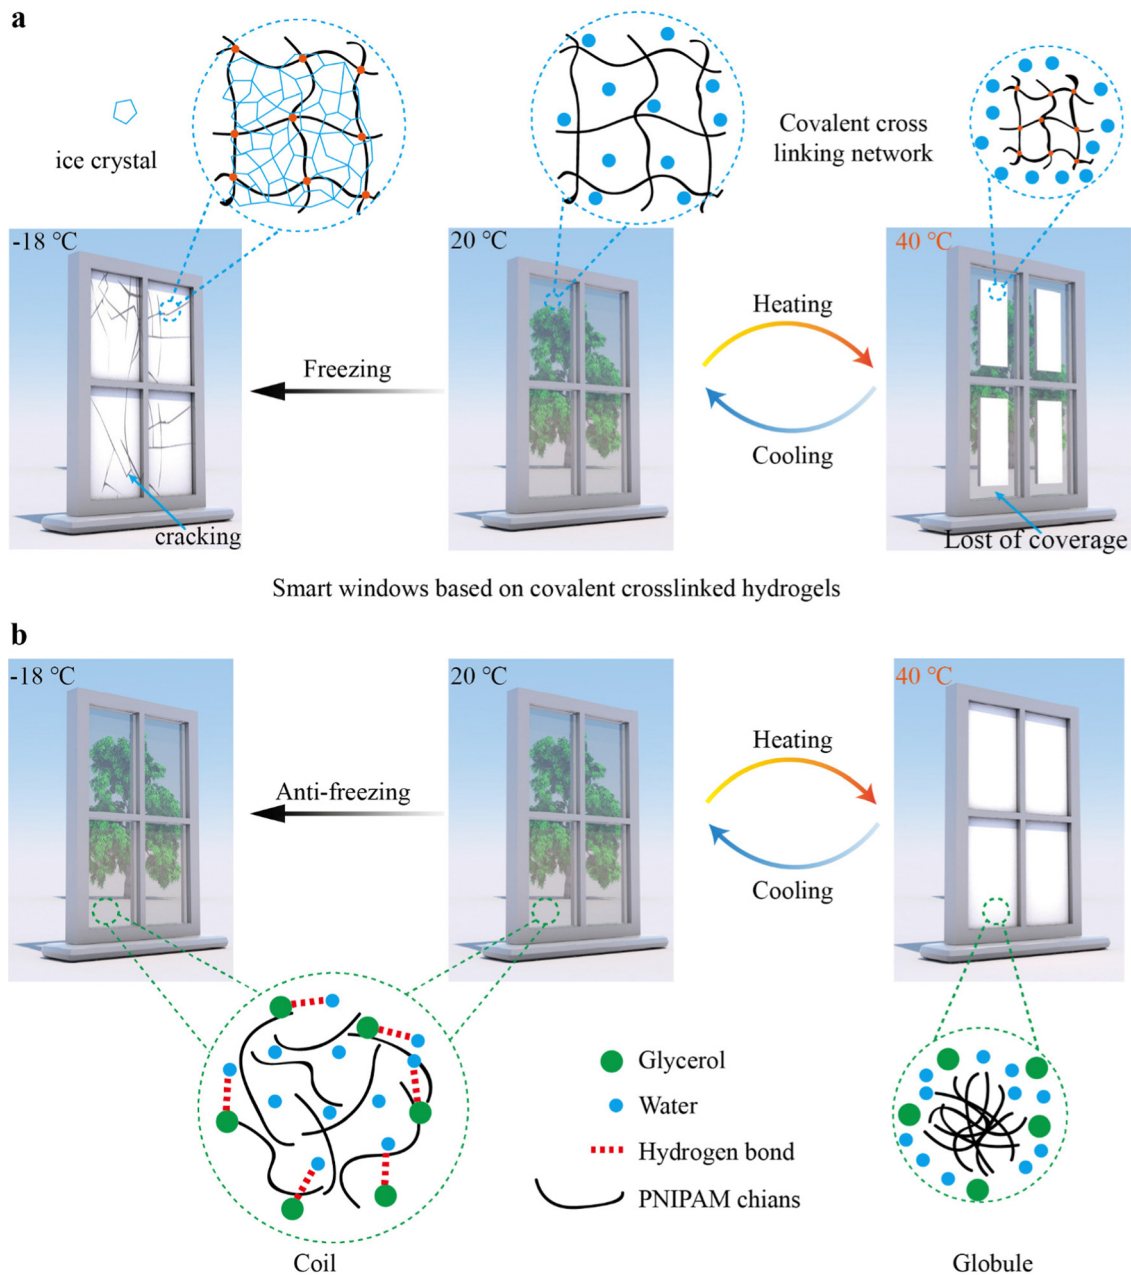 a
ice crystal
Covalent cross
linking network
-18 °C
20 °C
40 °C
Freezing
Heating
Cooling
cracking
Lost of coverage
Smart windows based on covalent crosslinked hydrogels
b
-18 °C
20 °C
40 °C
Anti-freezing
Heating
Cooling
Glycerol
Water
Hydrogen bond
PNIPAM chians
Coil
Globule